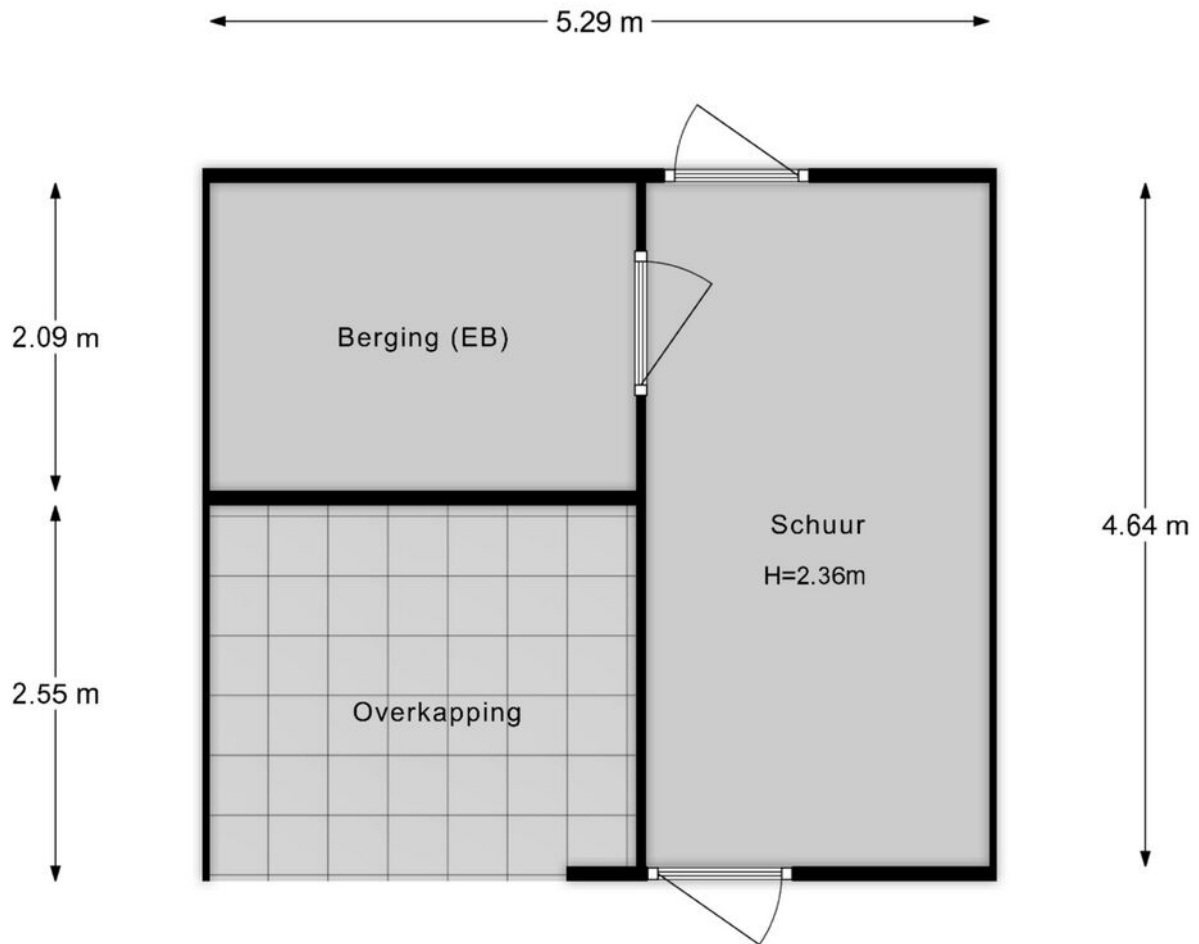 5.29 m
2.09 m
Berging (EB)
Schuur
4.64 m
H=2.36m
2.55 m
Overkapping